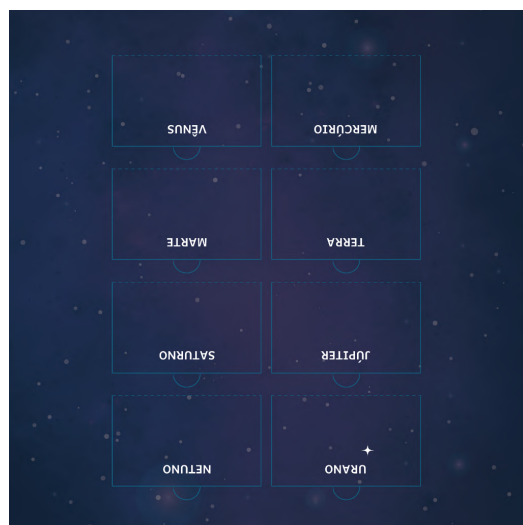 URANO
NETUNO
JÚPITER
SATURNO
TERRA
MARTE
MERCÚRIO
VÊNUS